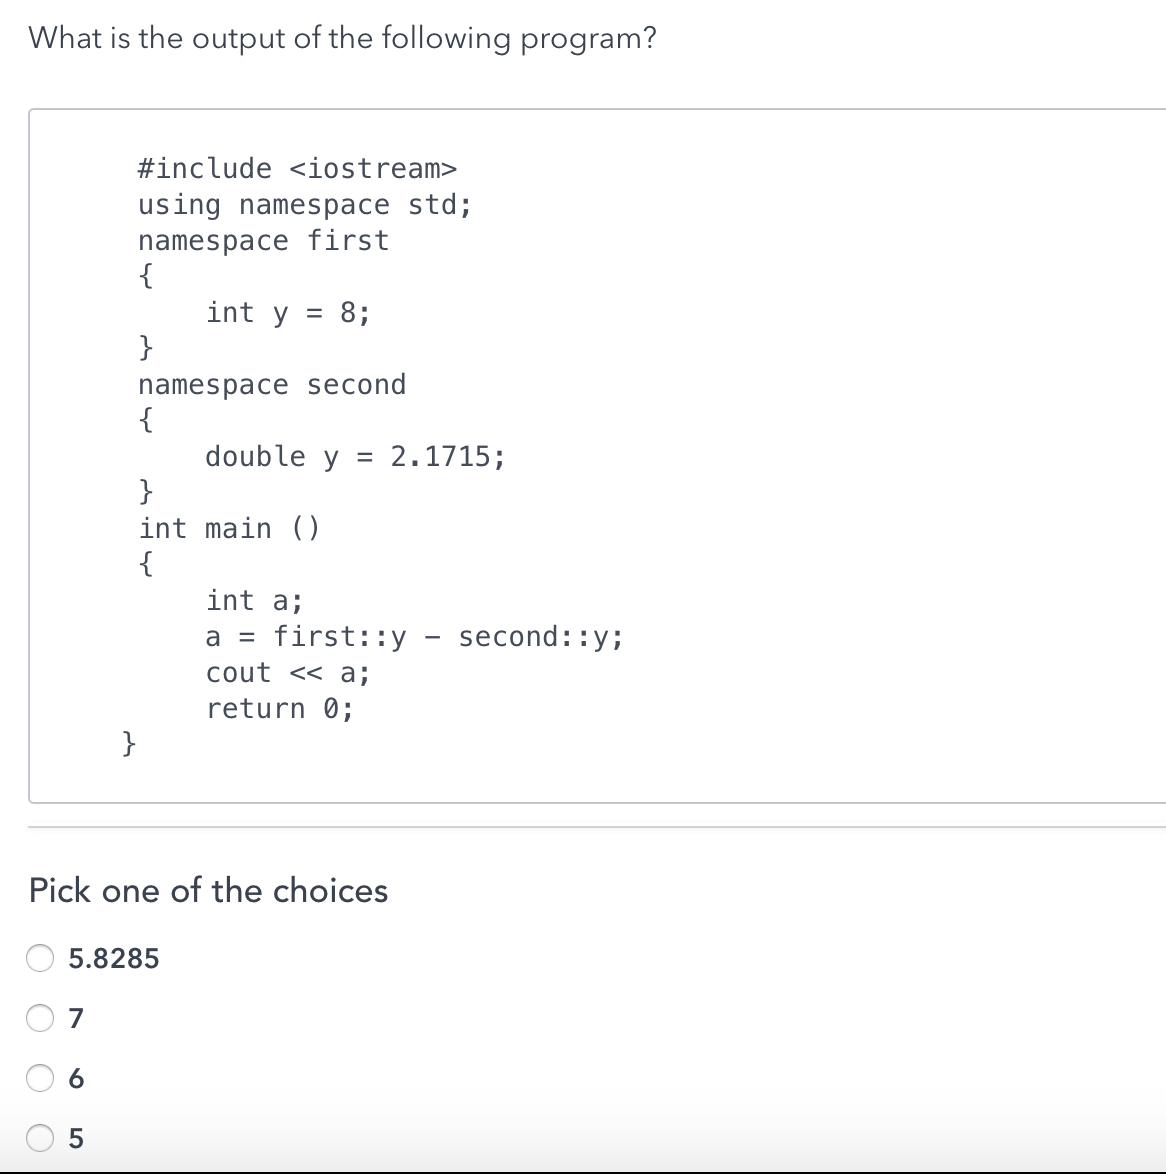 What is the output of the following program?
#include <iostream>
using namespace std;
namespace first
{
int y = 8;
}
namespace second
{
double y = 2.1715;
}
int main ()
{
int a;
a = first::y − second::y;
cout << a;
return 0;
}
Pick one of the choices
5.8285
7
6
5